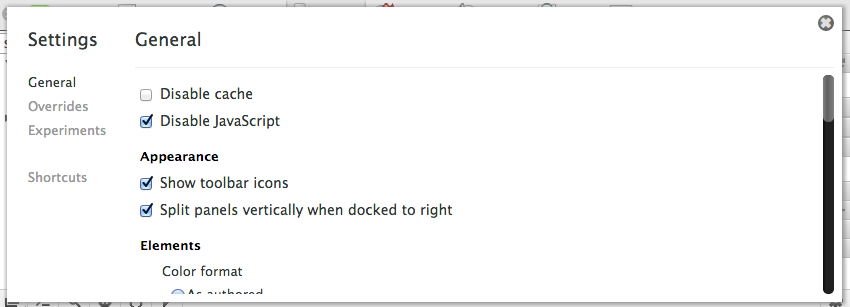 Settings
General
General
Overrides
Experiments
Shortcuts
Disable cache
Disable JavaScript
Appearance
Show toolbar icons
Split panels vertically when docked to right
Elements
Color format
As authored